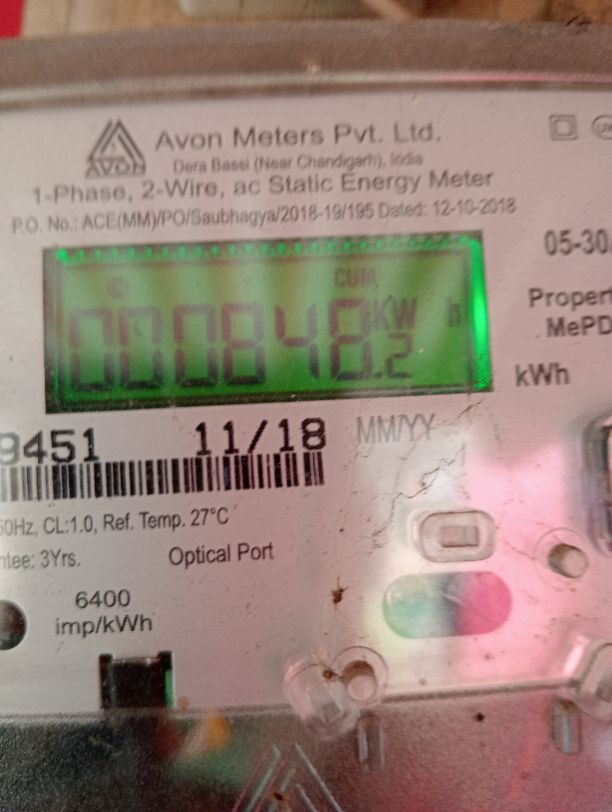 AVON
Avon Meters Pvt. Ltd.
Dera Bassi (Near Chandigarh), India
1-Phase, 2-Wire, ac Static Energy Meter
P.O. No.: ACE(MM)/PO/Saubhagya/2018-19/195 Dated: 12-10-2018
05-30
CUM
000848.2 KW h
Propert
MePD
kWh
9451 11/18 MM/YY
50Hz, CL:1.0, Ref. Temp. 27°C
ntee: 3Yrs. Optical Port
6400
imp/kWh